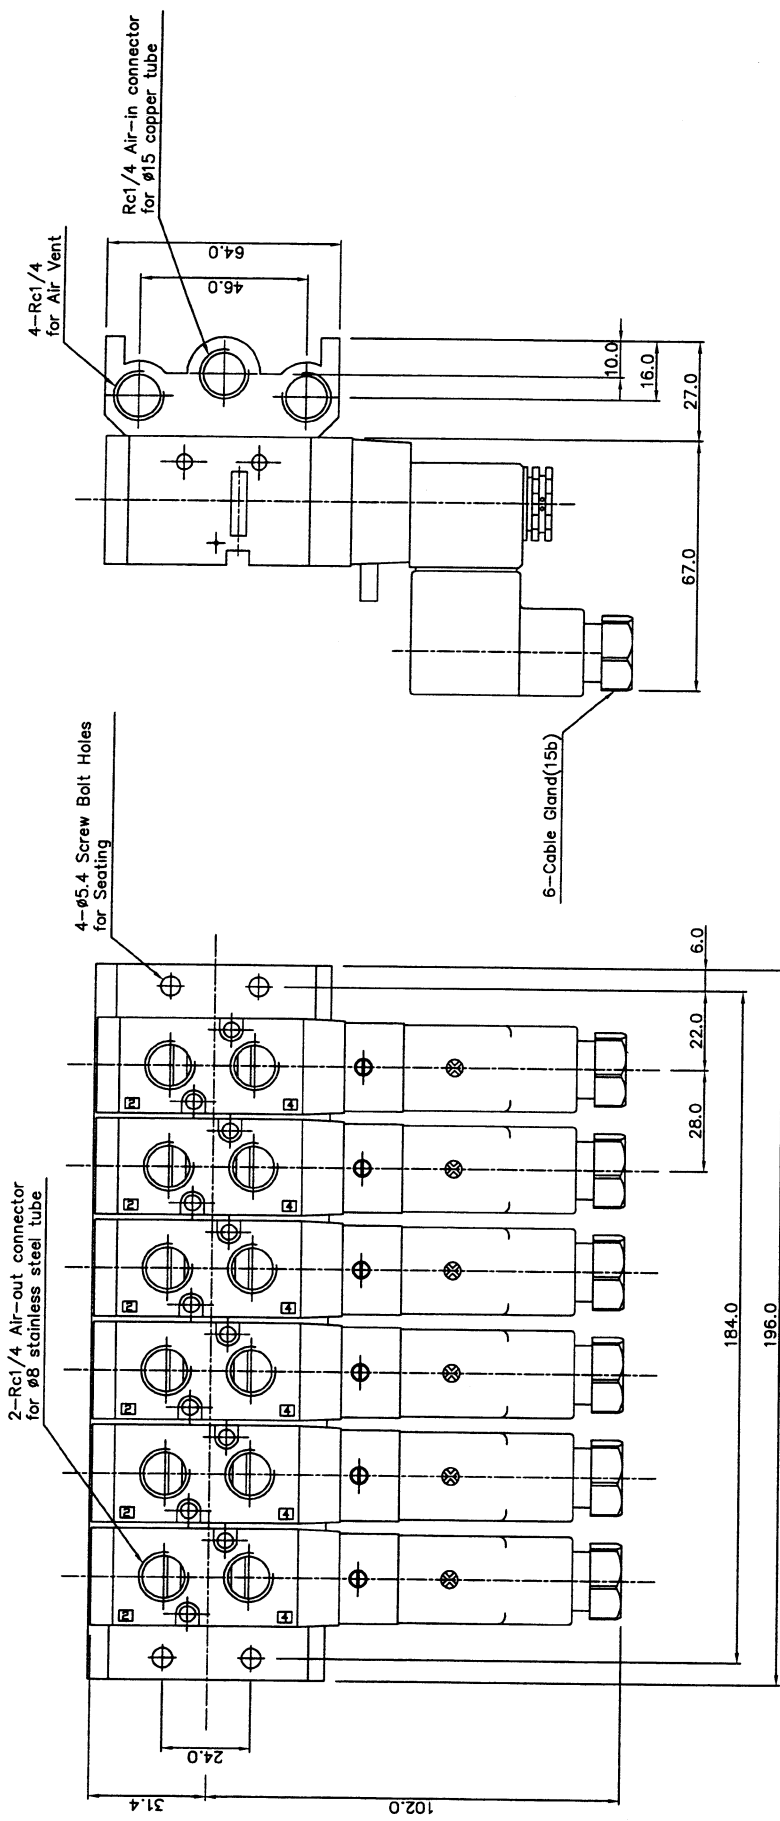 2-Rc1/4 Air-out connector
for ø8 stainless steel tube
4-ø5.4 Screw Bolt Holes
for Seating
4-Rc1/4
for Air Vent
Rc1/4 Air-in connector
for ø15 copper tube
31.4
24.0
102.0
2
4
2
4
2
4
2
4
2
4
2
4
28.0
22.0
6.0
184.0
196.0
64.0
46.0
10.0
16.0
27.0
67.0
6-Cable Gland(15b)